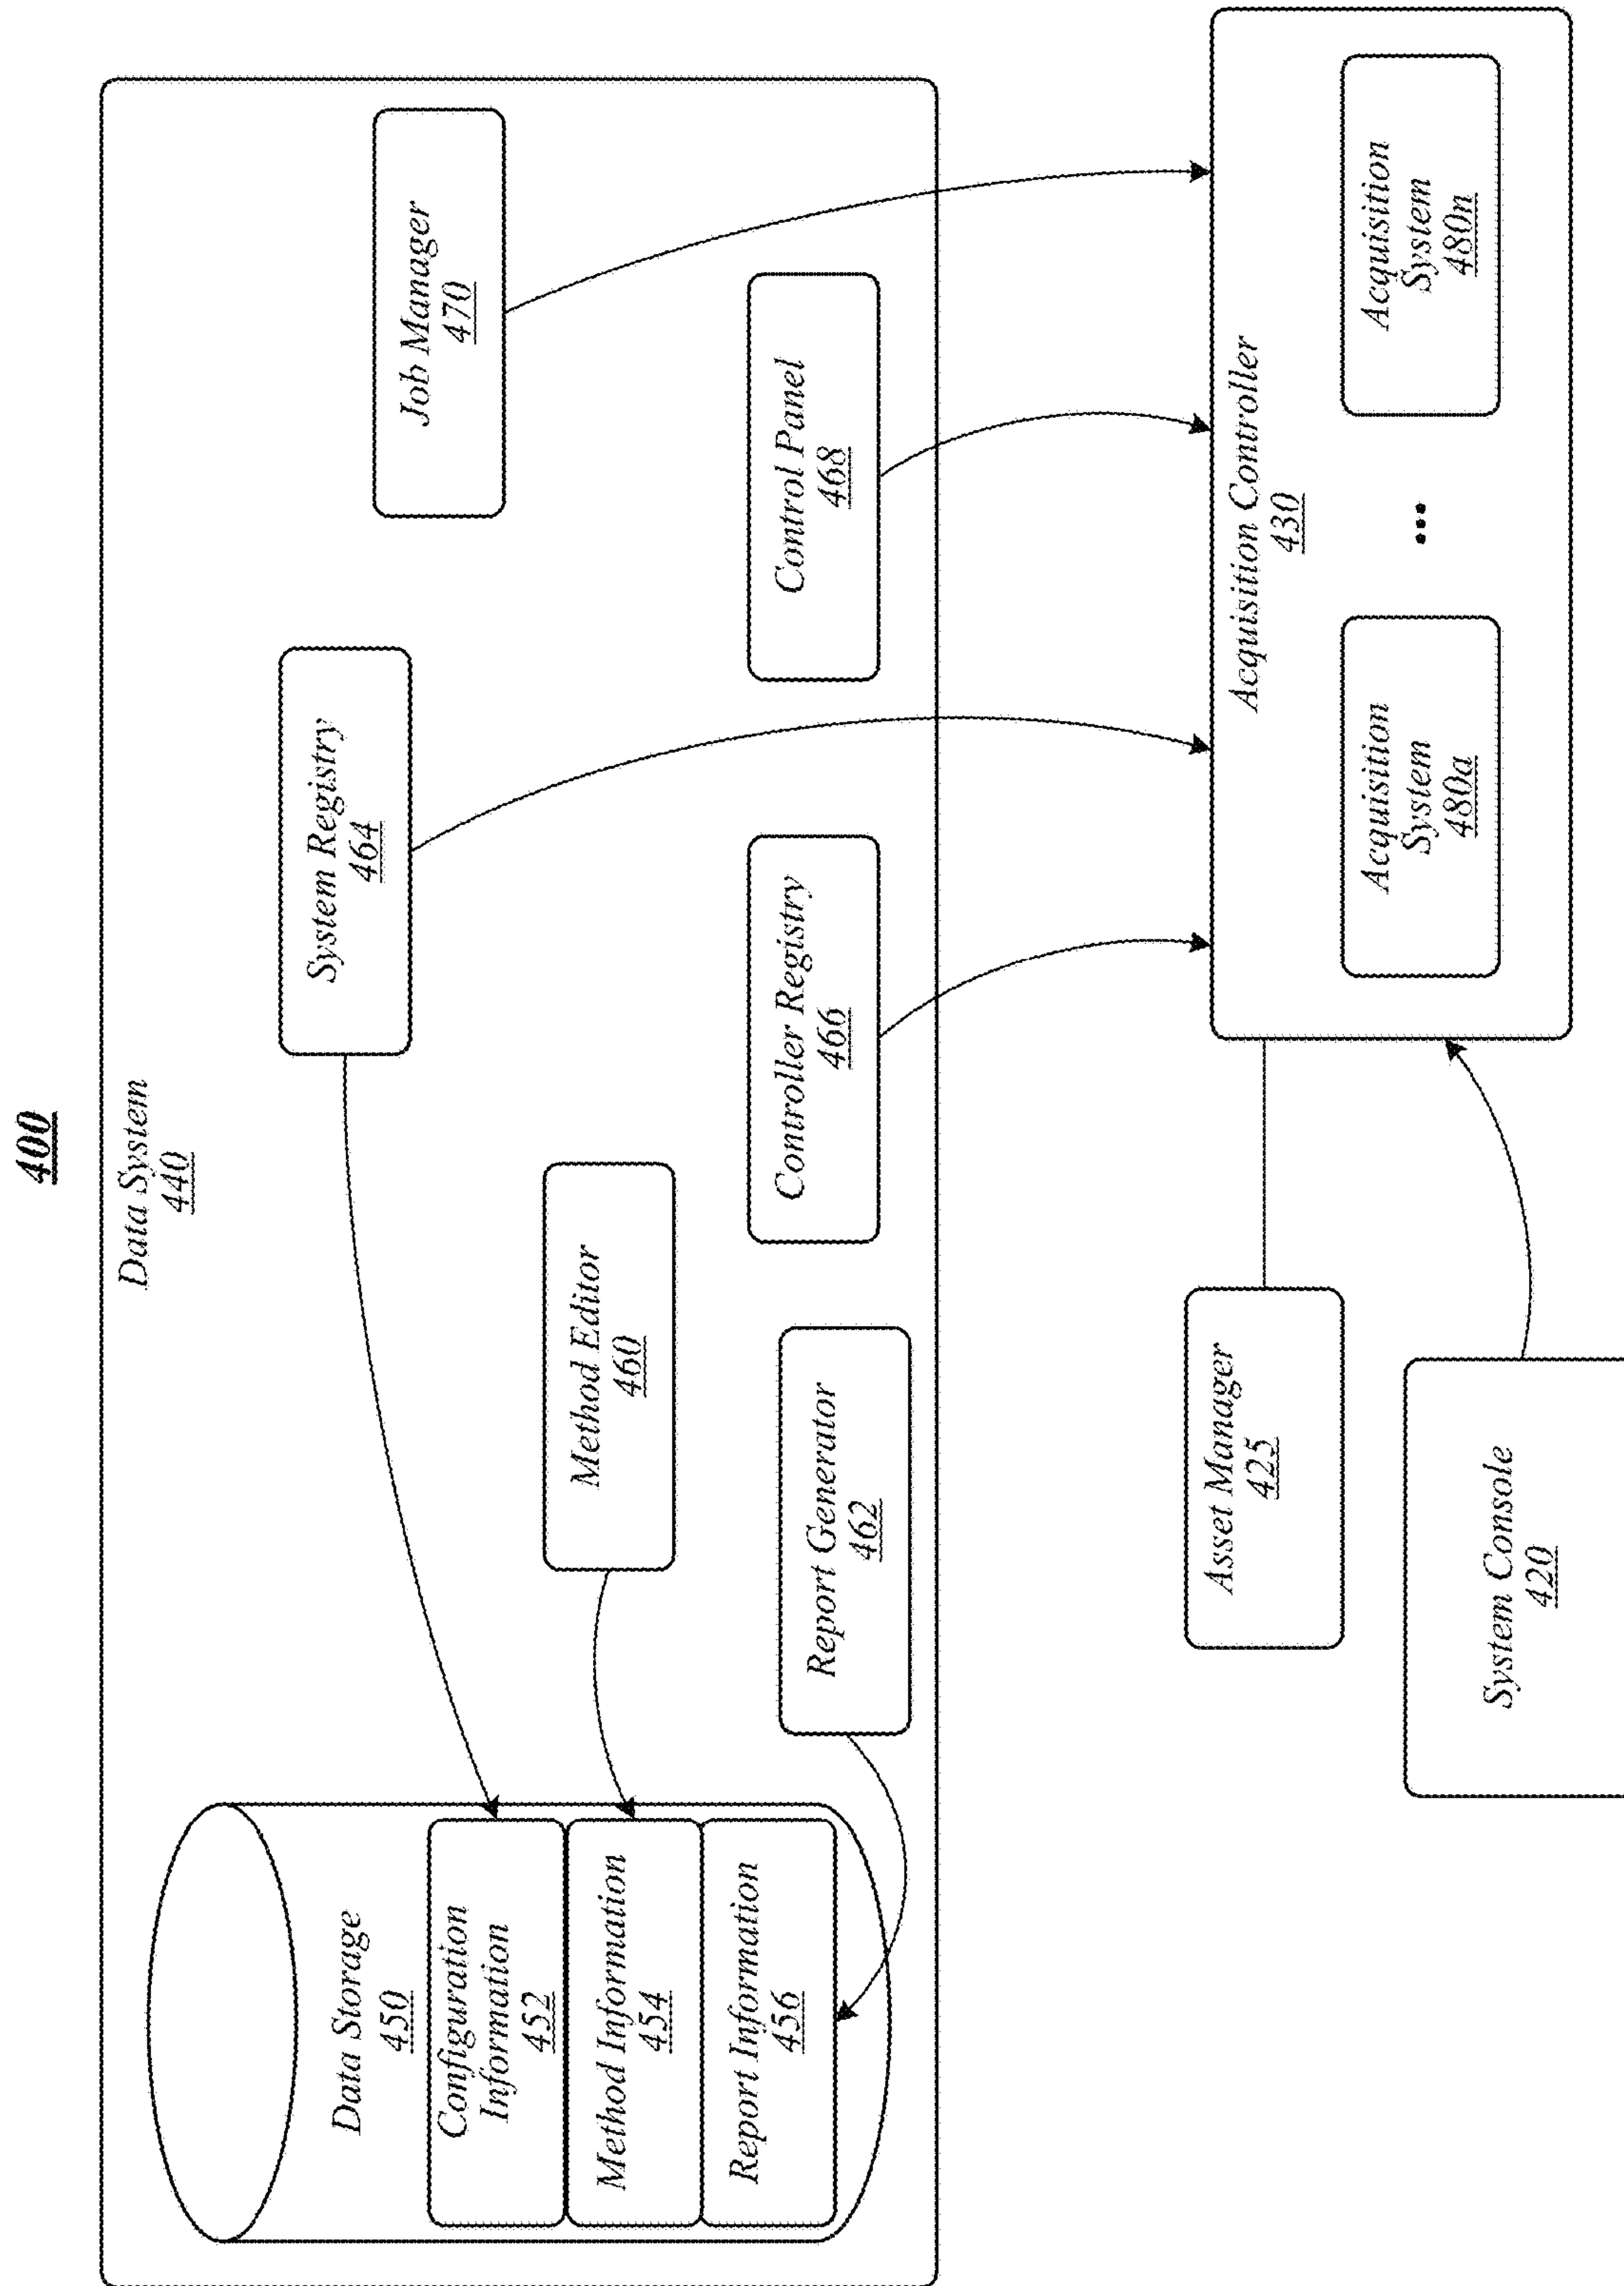 400
Data System
440
Data Storage
450
Configuration
Information
452
Method Information
454
Report Information
456
System Registry
464
Job Manager
470
Method Editor
460
Report Generator
462
Controller Registry
466
Control Panel
468
Asset Manager
425
System Console
420
Acquisition Controller
430
Acquisition
System
480a
...
Acquisition
System
480n